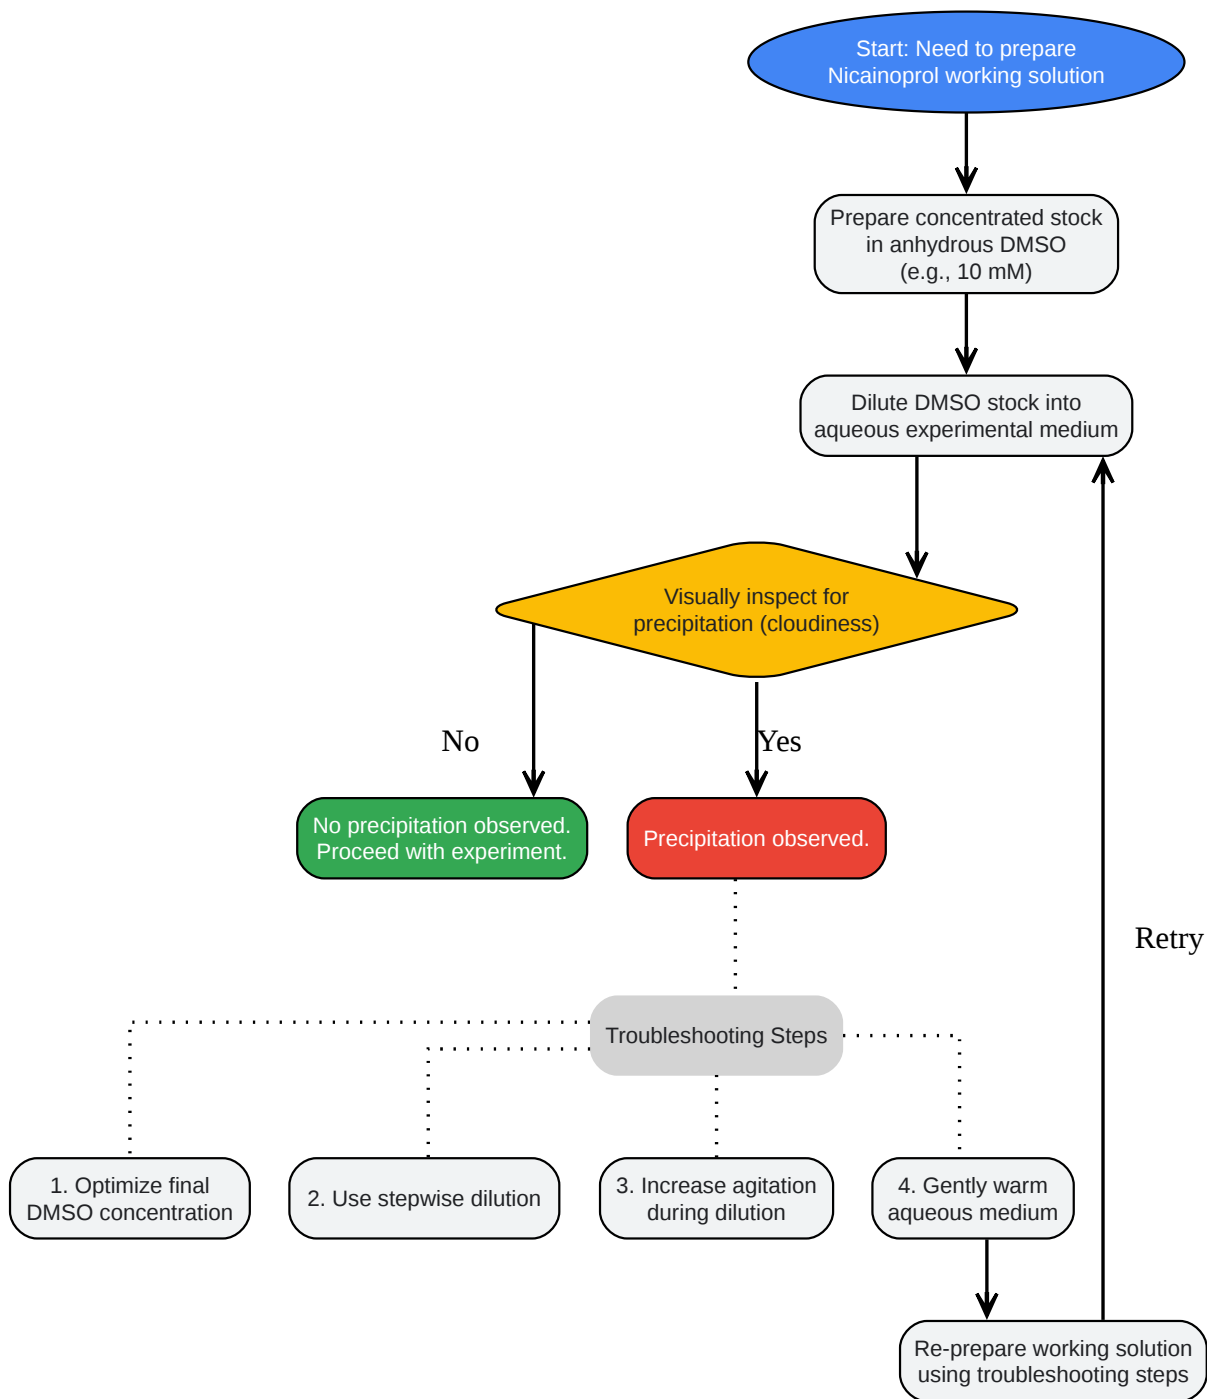 Start: Need to prepare
Nicainoprol working solution
Prepare concentrated stock
in anhydrous DMSO
(e.g., 10 mM)
Dilute DMSO stock into
aqueous experimental medium
Visually inspect for
precipitation (cloudiness)
No
Yes
No precipitation observed.
Proceed with experiment.
Precipitation observed.
Retry
Troubleshooting Steps
1. Optimize final
DMSO concentration
2. Use stepwise dilution
3. Increase agitation
during dilution
4. Gently warm
aqueous medium
Re-prepare working solution
using troubleshooting steps